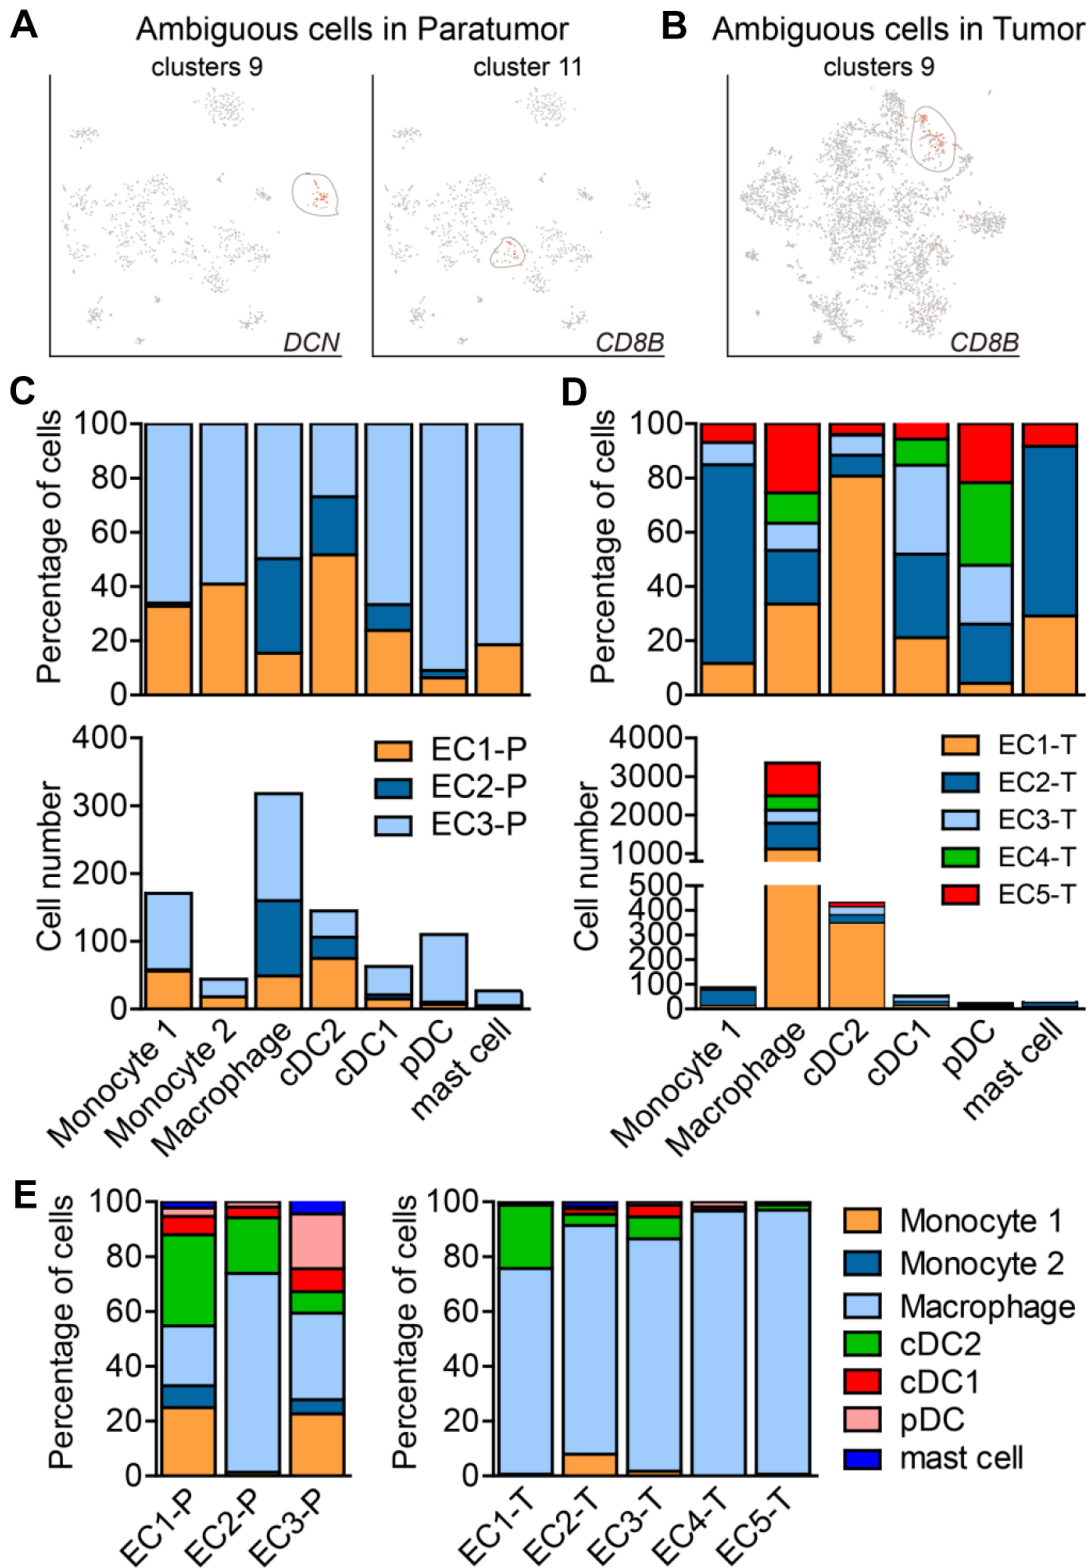 A
Ambiguous cells in Paratumor
clusters 9
cluster 11
DCN
CD8B
B
Ambiguous cells in Tumor
clusters 9
CD8B
C
Percentage of cells
100
80
60
40
20
0
Cell number
400
300
200
100
0
EC1-P
EC2-P
EC3-P
Monocyte 1
Monocyte 2
Macrophage
cDC2
cDC1
pDC
mast cell
D
Percentage of cells
100
80
60
40
20
0
Cell number
4000
3000
2000
1000
500
400
300
200
100
0
EC1-T
EC2-T
EC3-T
EC4-T
EC5-T
Monocyte 1
Macrophage
cDC2
cDC1
pDC
mast cell
E
Percentage of cells
100
80
60
40
20
0
EC1-P
EC2-P
EC3-P
Percentage of cells
100
80
60
40
20
0
EC1-T
EC2-T
EC3-T
EC4-T
EC5-T
Monocyte 1
Monocyte 2
Macrophage
cDC2
cDC1
pDC
mast cell